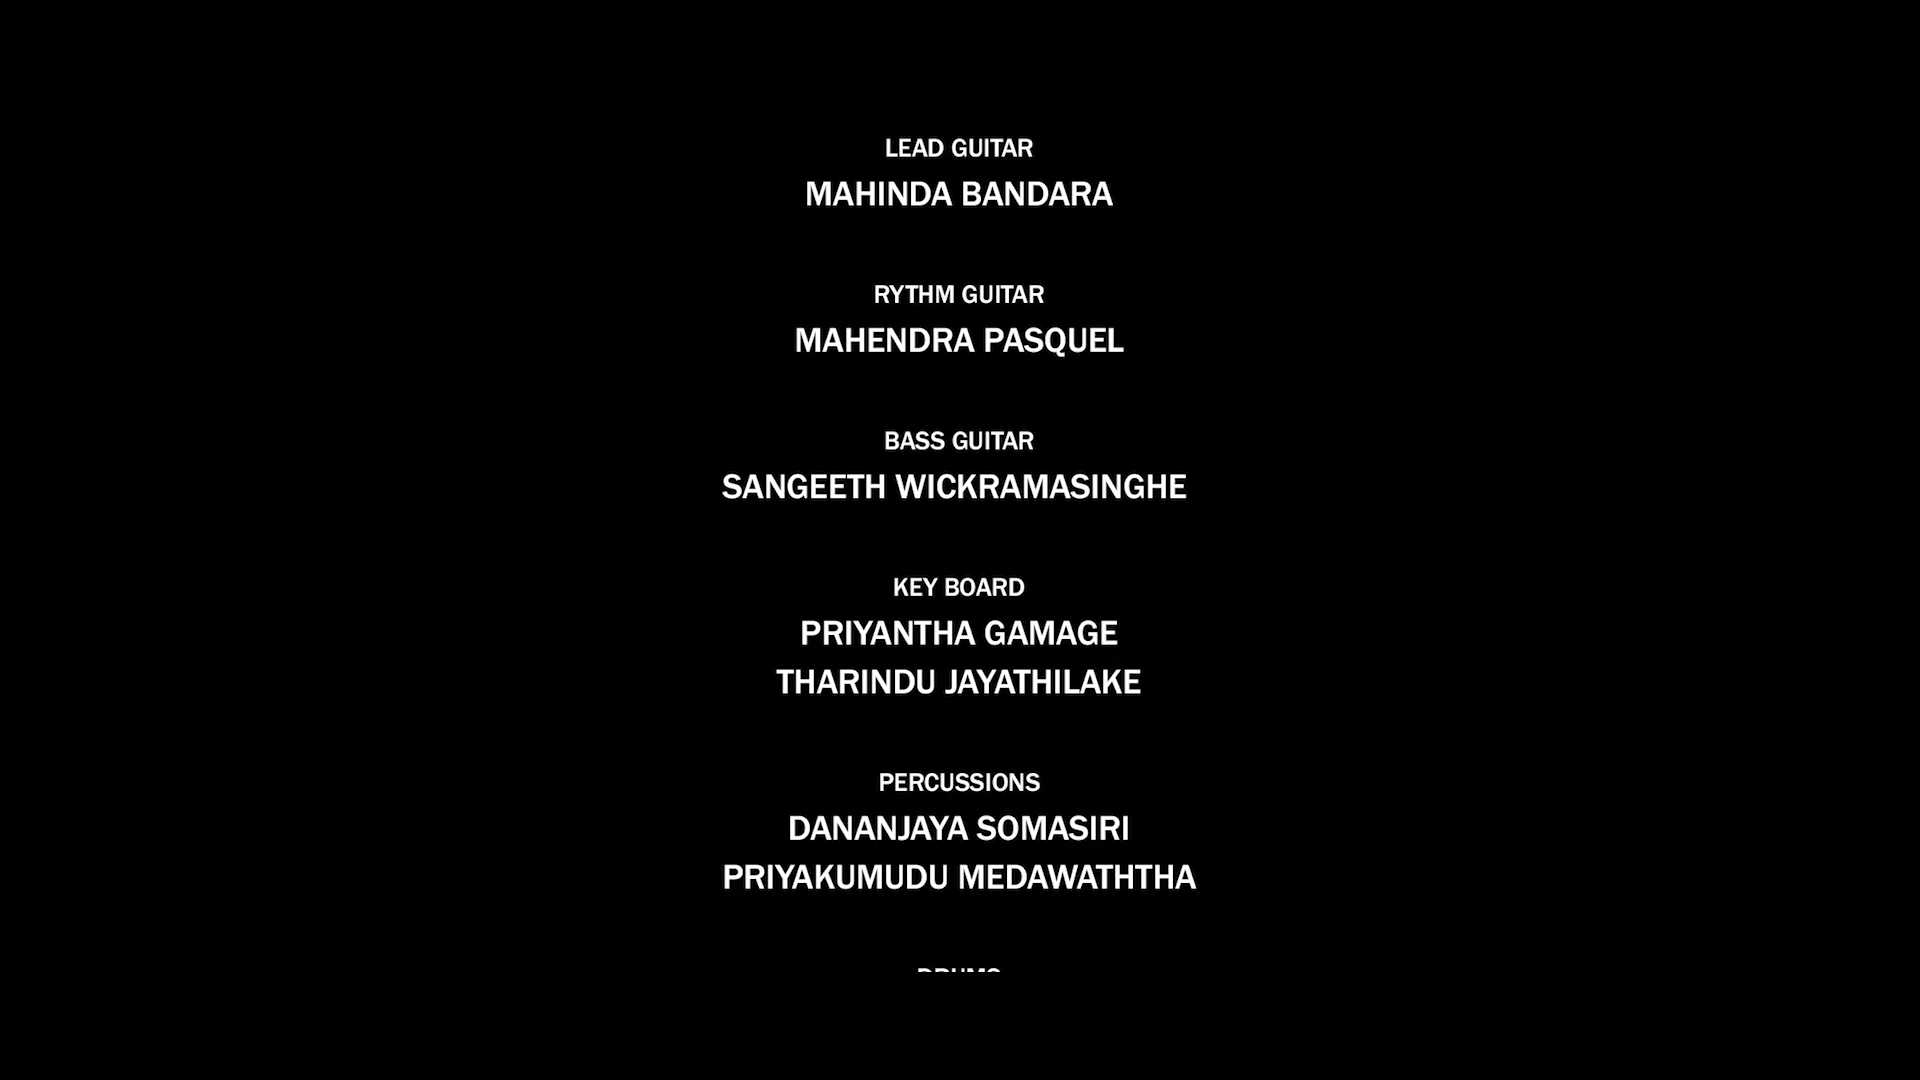 LEAD GUITAR
MAHINDA BANDARA
RYTHM GUITAR
MAHENDRA PASQUEL
BASS GUITAR
SANGEETH WICKRAMASINGHE
KEY BOARD
PRIYANTHA GAMAGE
THARINDU JAYATHILAKE
PERCUSSIONS
DANANJAYA SOMASIRI
PRIYAKUMUDU MEDAWATHTHA
DRUMS